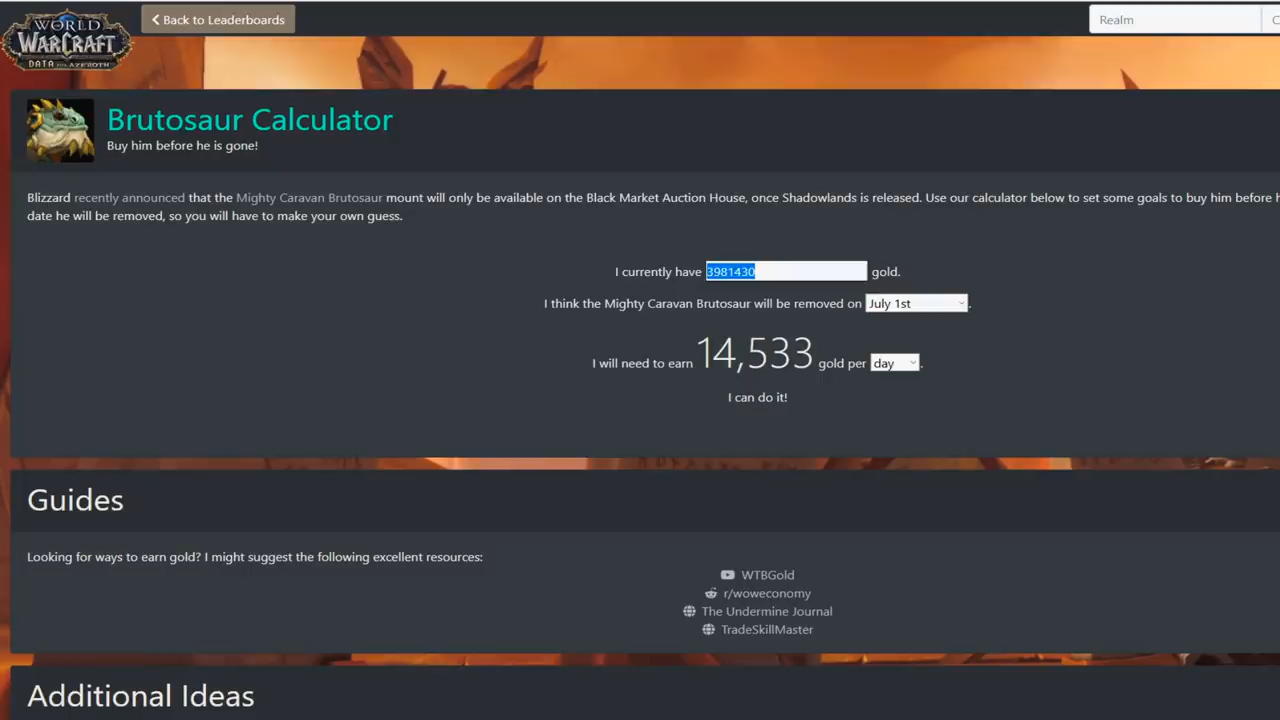 WORLD
WARCRAFT
DATA FOR AZEROTH
Back to Leaderboards
Realm
C
Brutosaur Calculator
Buy him before he is gone!
Blizzard recently announced that the Mighty Caravan Brutosaur mount will only be available on the Black Market Auction House, once Shadowlands is released. Use our calculator below to set some goals to buy him before h
date he will be removed, so you will have to make your own guess.
I currently have 3981430 gold.
I think the Mighty Caravan Brutosaur will be removed on July 1st.
I will need to earn 14,533 gold per day.
I can do it!
Guides
Looking for ways to earn gold? I might suggest the following excellent resources:
WTBGold
r/woweconomy
The Undermine Journal
TradeSkillMaster
Additional Ideas